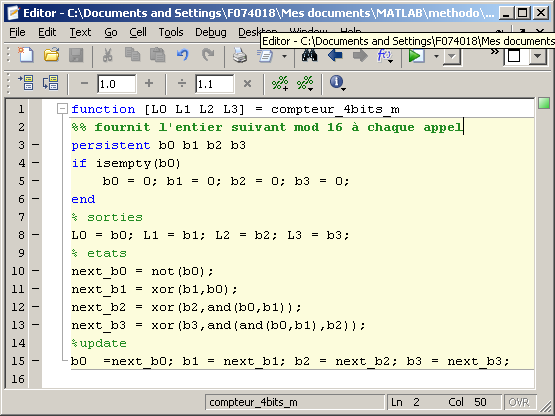 Editor - C:\Documents and Settings\F074018\Mes documents\MATLAB\methodo\...
File Edit Text Go Cell Tools Debug Desktop Window
Editor - C:\Documents and Settings\F074018\Mes documents
- 1.0 + ÷ 1.1 ×
1 function [L0 L1 L2 L3] = compteur_4bits_m
2 %% fournit l'entier suivant mod 16 à chaque appel
3 - persistent b0 b1 b2 b3
4 - if isempty(b0)
5 - b0 = 0; b1 = 0; b2 = 0; b3 = 0;
6 - end
7 % sorties
8 - L0 = b0; L1 = b1; L2 = b2; L3 = b3;
9 % etats
10 - next_b0 = not(b0);
11 - next_b1 = xor(b1,b0);
12 - next_b2 = xor(b2,and(b0,b1));
13 - next_b3 = xor(b3,and(and(b0,b1),b2));
14 %update
15 - b0  =next_b0; b1 = next_b1; b2 = next_b2; b3 = next_b3;
16
compteur_4bits_m Ln 2 Col 50 OVR